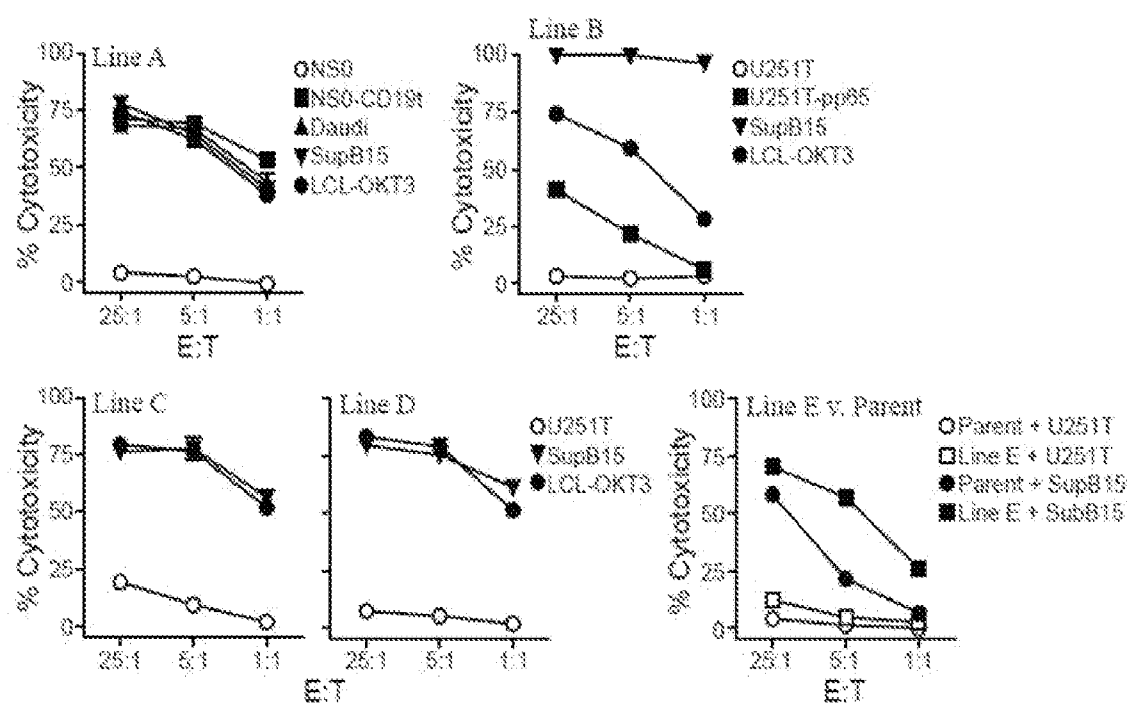 Line A
100
75
50
25
0
% Cytotoxicity
25:1 5:1 1:1
E:T
NS0
NS0-CD19t
Daudi
SupB15
LCL-OKT3
Line B
100
75
50
25
0
% Cytotoxicity
25:1 5:1 1:1
E:T
U251T
U251T-pp65
SupB15
LCL-OKT3
Line C
100
75
50
25
0
% Cytotoxicity
25:1 5:1 1:1
Line D
25:1 5:1 1:1
E:T
U251T
SupB15
LCL-OKT3
Line E v. Parent
100
75
50
25
0
% Cytotoxicity
25:1 5:1 1:1
E:T
Parent + U251T
Line E + U251T
Parent + SupB15
Line E + SubB15